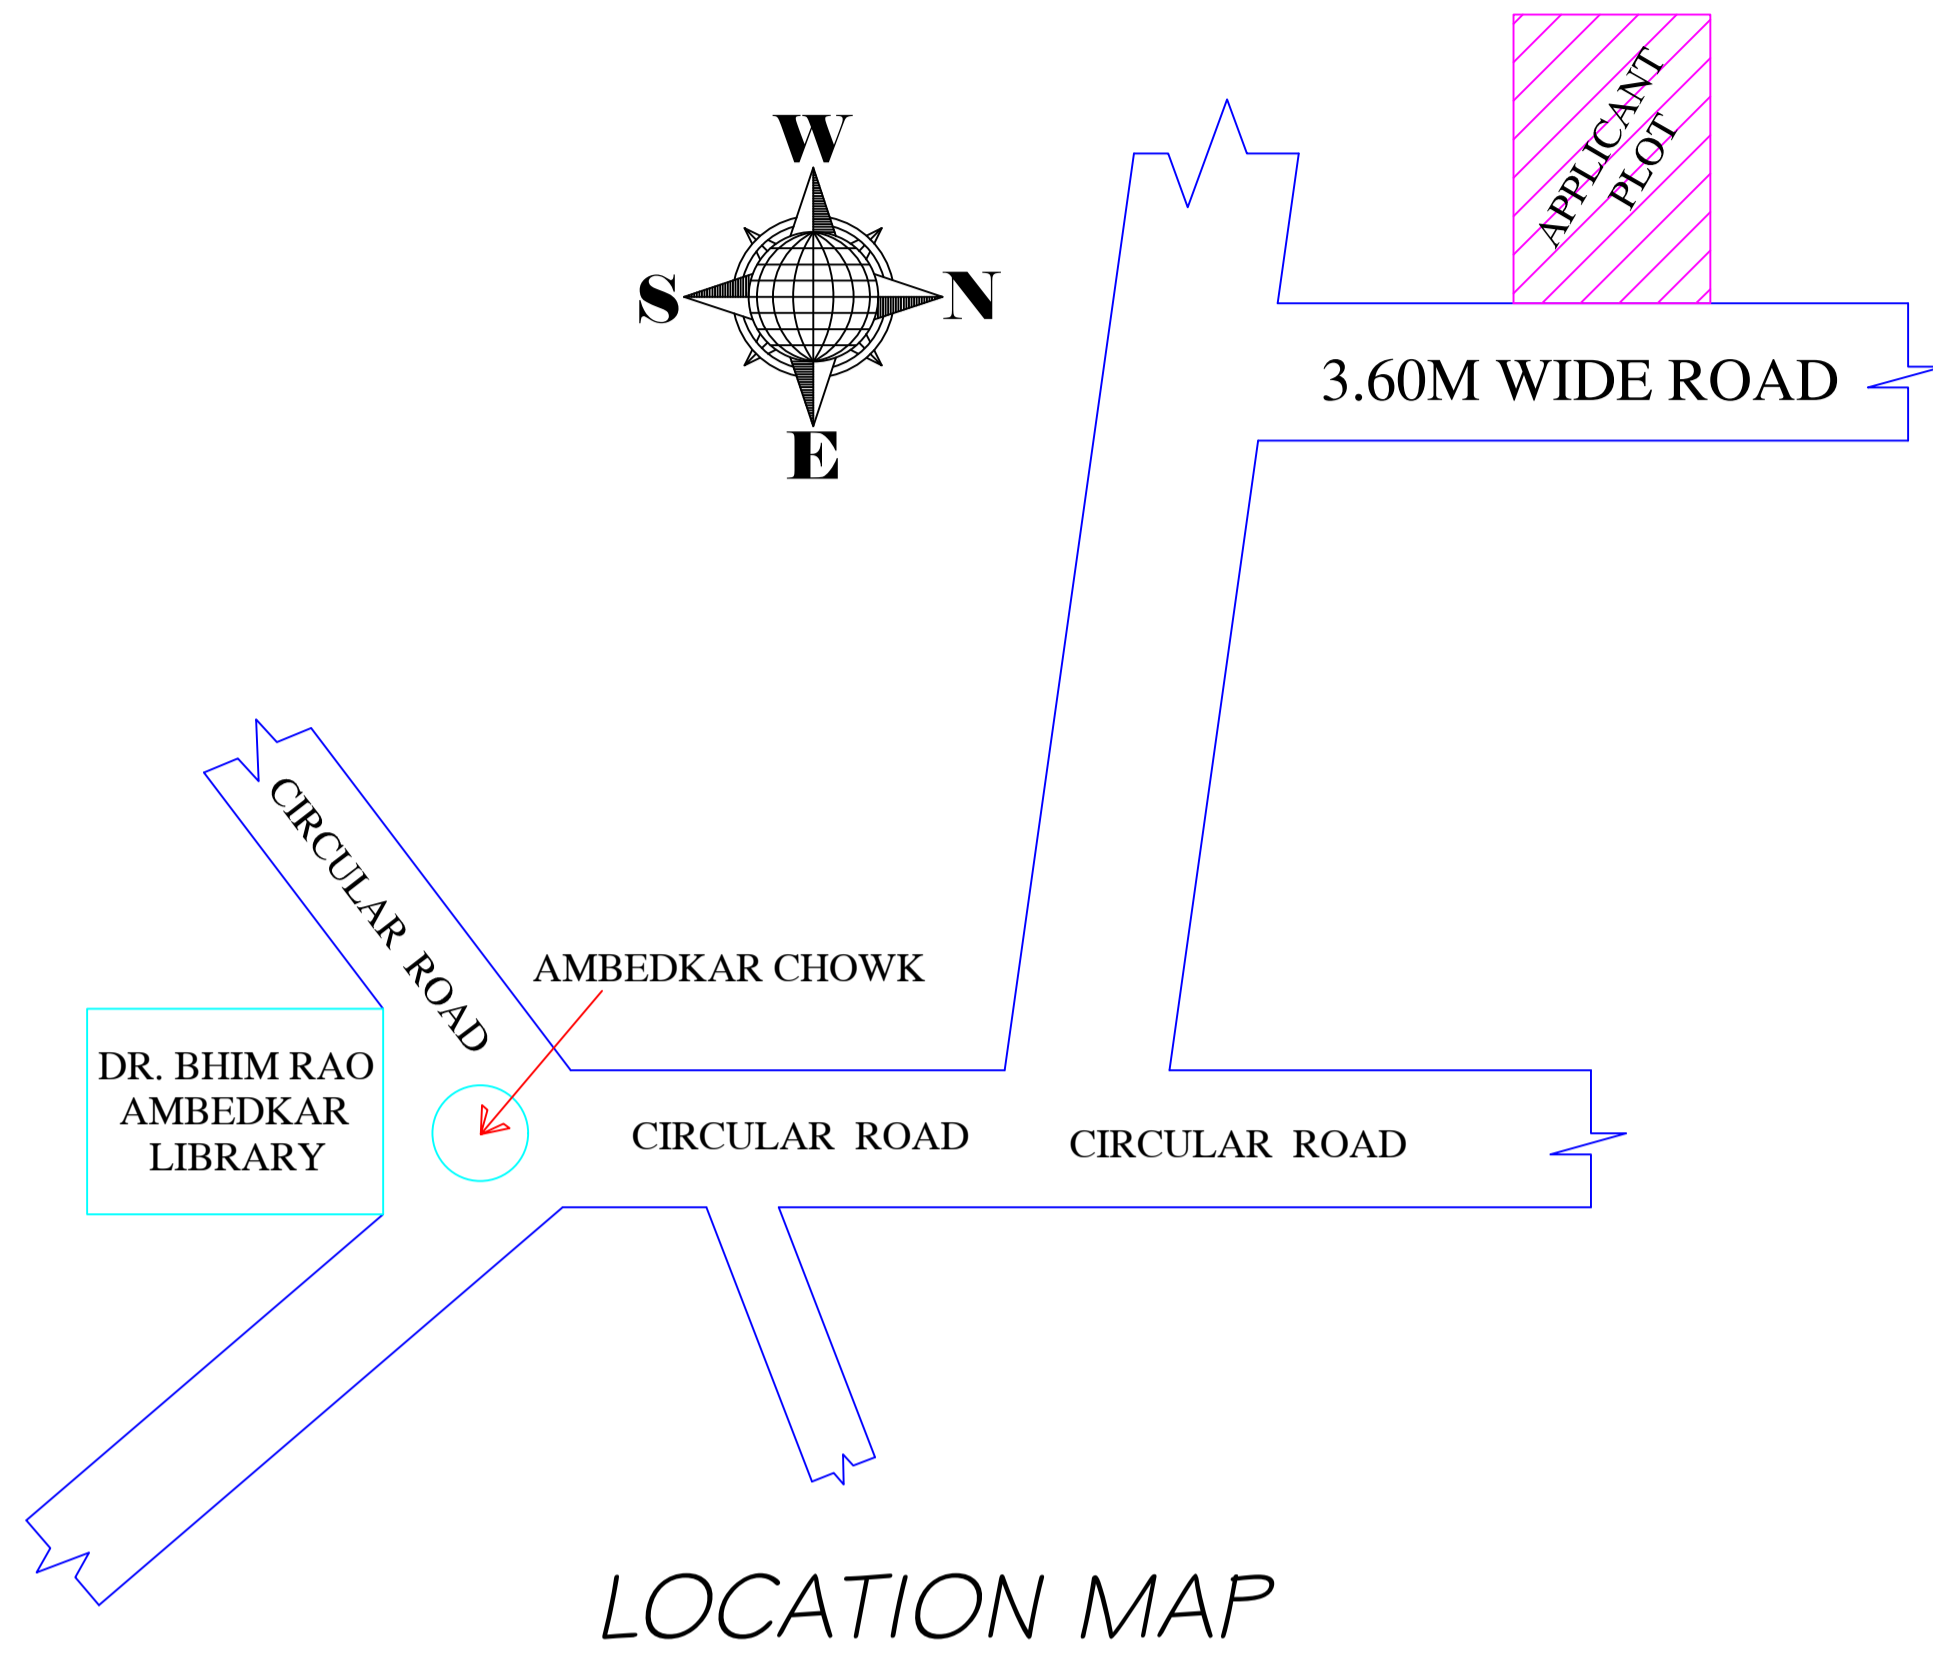 APPLICANT
PLOT
W
S
N
E
3.60M WIDE ROAD
CIRCULAR ROAD
AMBEDKAR CHOWK
DR. BHIM RAO
AMBEDKAR
LIBRARY
CIRCULAR ROAD
CIRCULAR ROAD
LOCATION MAP